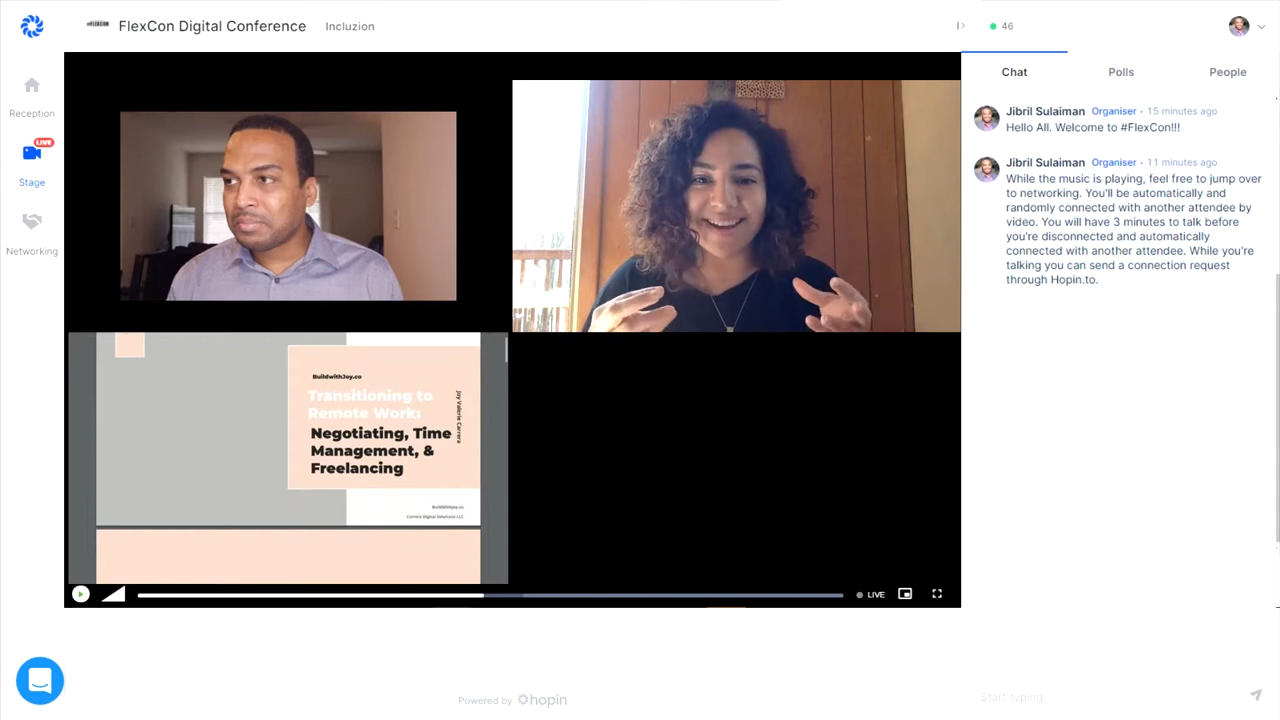 #FLEXCON
FlexCon Digital Conference
Incluzion
46
Reception
LIVE
Stage
Networking
Chat
Polls
People
Jibril Sulaiman Organiser • 15 minutes ago
Hello All. Welcome to #FlexCon!!!
Jibril Sulaiman Organiser • 11 minutes ago
While the music is playing, feel free to jump over
to networking. You'll be automatically and
randomly connected with another attendee by
video. You will have 3 minutes to talk before
you're disconnected and automatically
connected with another attendee. While you're
talking you can send a connection request
through Hopin.to.
BuildwithJoy.co
Transitioning to
Remote Work:
Negotiating, Time
Management, &
Freelancing
Joy Valerie Carrera
BuildWithJoy.co
Carrera Digital Solutions LLC
LIVE
Powered by hopin
Start typing